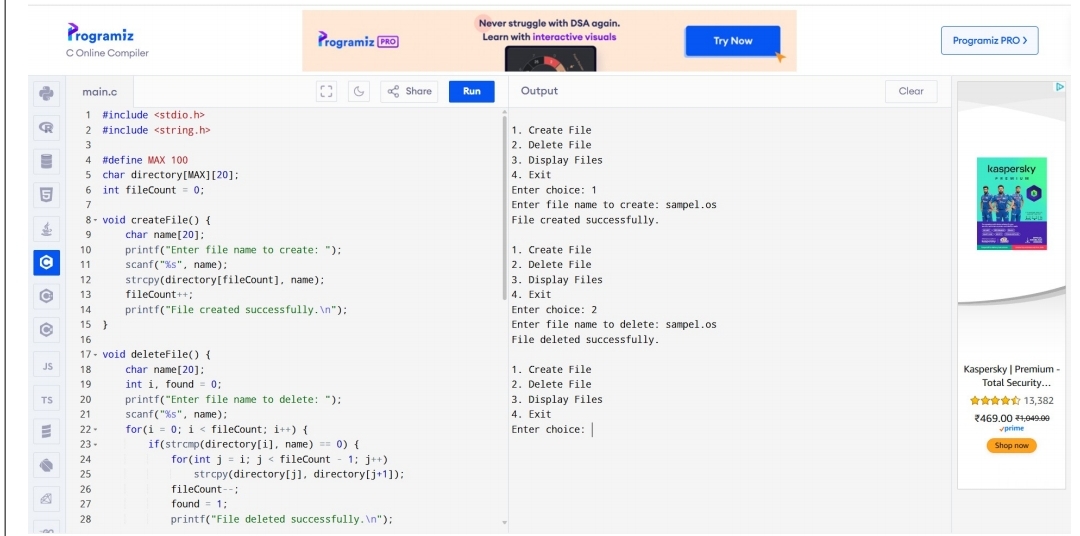 Programiz
C Online Compiler
Programiz PRO
Never struggle with DSA again.
Learn with interactive visuals
Try Now
Programiz PRO >
main.c
Share
Run
Output
Clear
1 #include <stdio.h>
2 #include <string.h>
3
4 #define MAX 100
5 char directory[MAX][20];
6 int fileCount = 0;
7
8 void createFile() {
9     char name[20];
10     printf("Enter file name to create: ");
11     scanf("%s", name);
12     strcpy(directory[fileCount], name);
13     fileCount++;
14     printf("File created successfully.\n");
15 }
16
17 void deleteFile() {
18     char name[20];
19     int i, found = 0;
20     printf("Enter file name to delete: ");
21     scanf("%s", name);
22     for(i = 0; i < fileCount; i++) {
23         if(strcmp(directory[i], name) == 0) {
24             for(int j = i; j < fileCount - 1; j++)
25                 strcpy(directory[j], directory[j+1]);
26             fileCount--;
27             found = 1;
28             printf("File deleted successfully.\n");
1. Create File
2. Delete File
3. Display Files
4. Exit
Enter choice: 1
Enter file name to create: sampel.os
File created successfully.
1. Create File
2. Delete File
3. Display Files
4. Exit
Enter choice: 2
Enter file name to delete: sampel.os
File deleted successfully.
1. Create File
2. Delete File
3. Display Files
4. Exit
Enter choice:
JS
TS
kaspersky
PREMIUM
Kaspersky | Premium -
Total Security...
13,382
₹469.00 ₹1,049.00
prime
Shop now